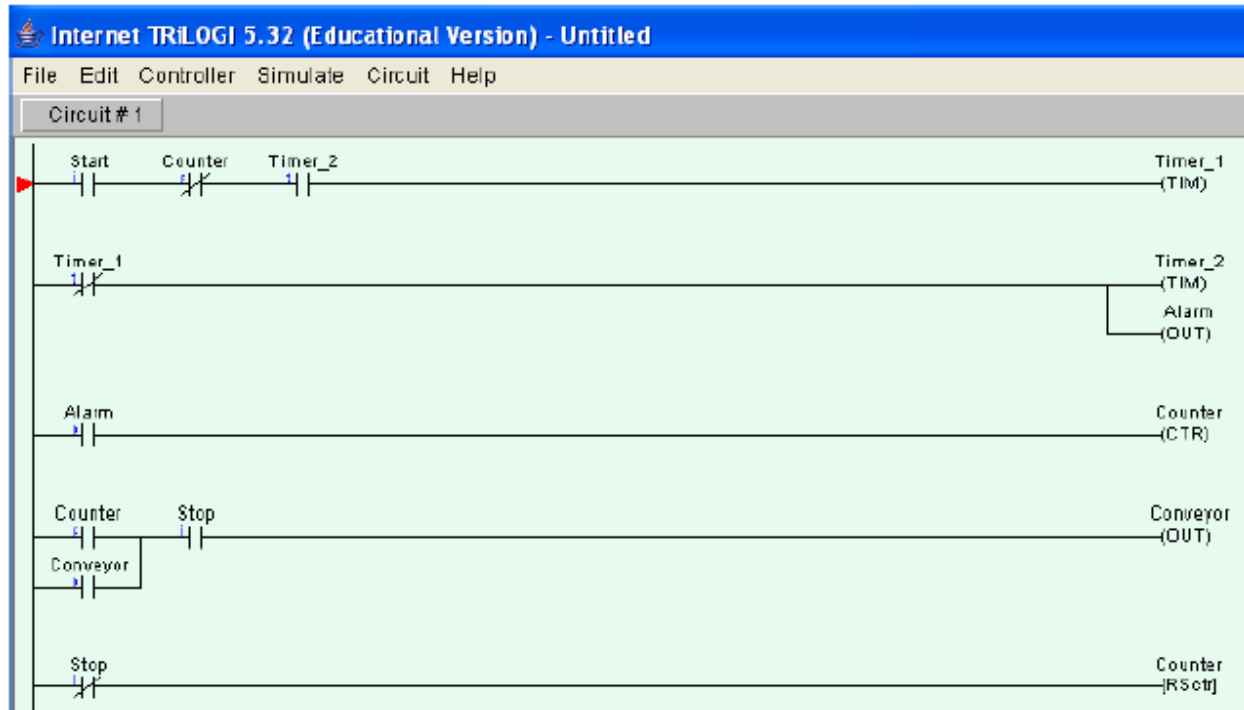 Internet TRiLOGI 5.32 (Educational Version) - Untitled
File Edit Controller Simulate Circuit Help
Circuit # 1
Start Counter Timer_2 Timer_1
(TIM)
Timer_1 Timer_2
(TIM)
Alarm
(OUT)
Alarm Counter
(CTR)
Counter Stop Conveyor
(OUT)
Conveyor
Stop Counter
[RSctr]